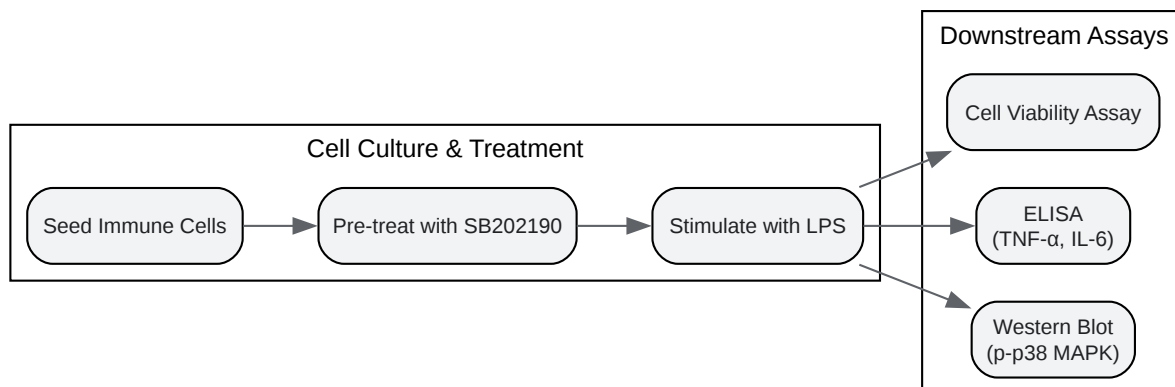 Cell Culture & Treatment
Seed Immune Cells
Pre-treat with SB202190
Stimulate with LPS
Downstream Assays
Cell Viability Assay
ELISA
(TNF-α, IL-6)
Western Blot
(p-p38 MAPK)